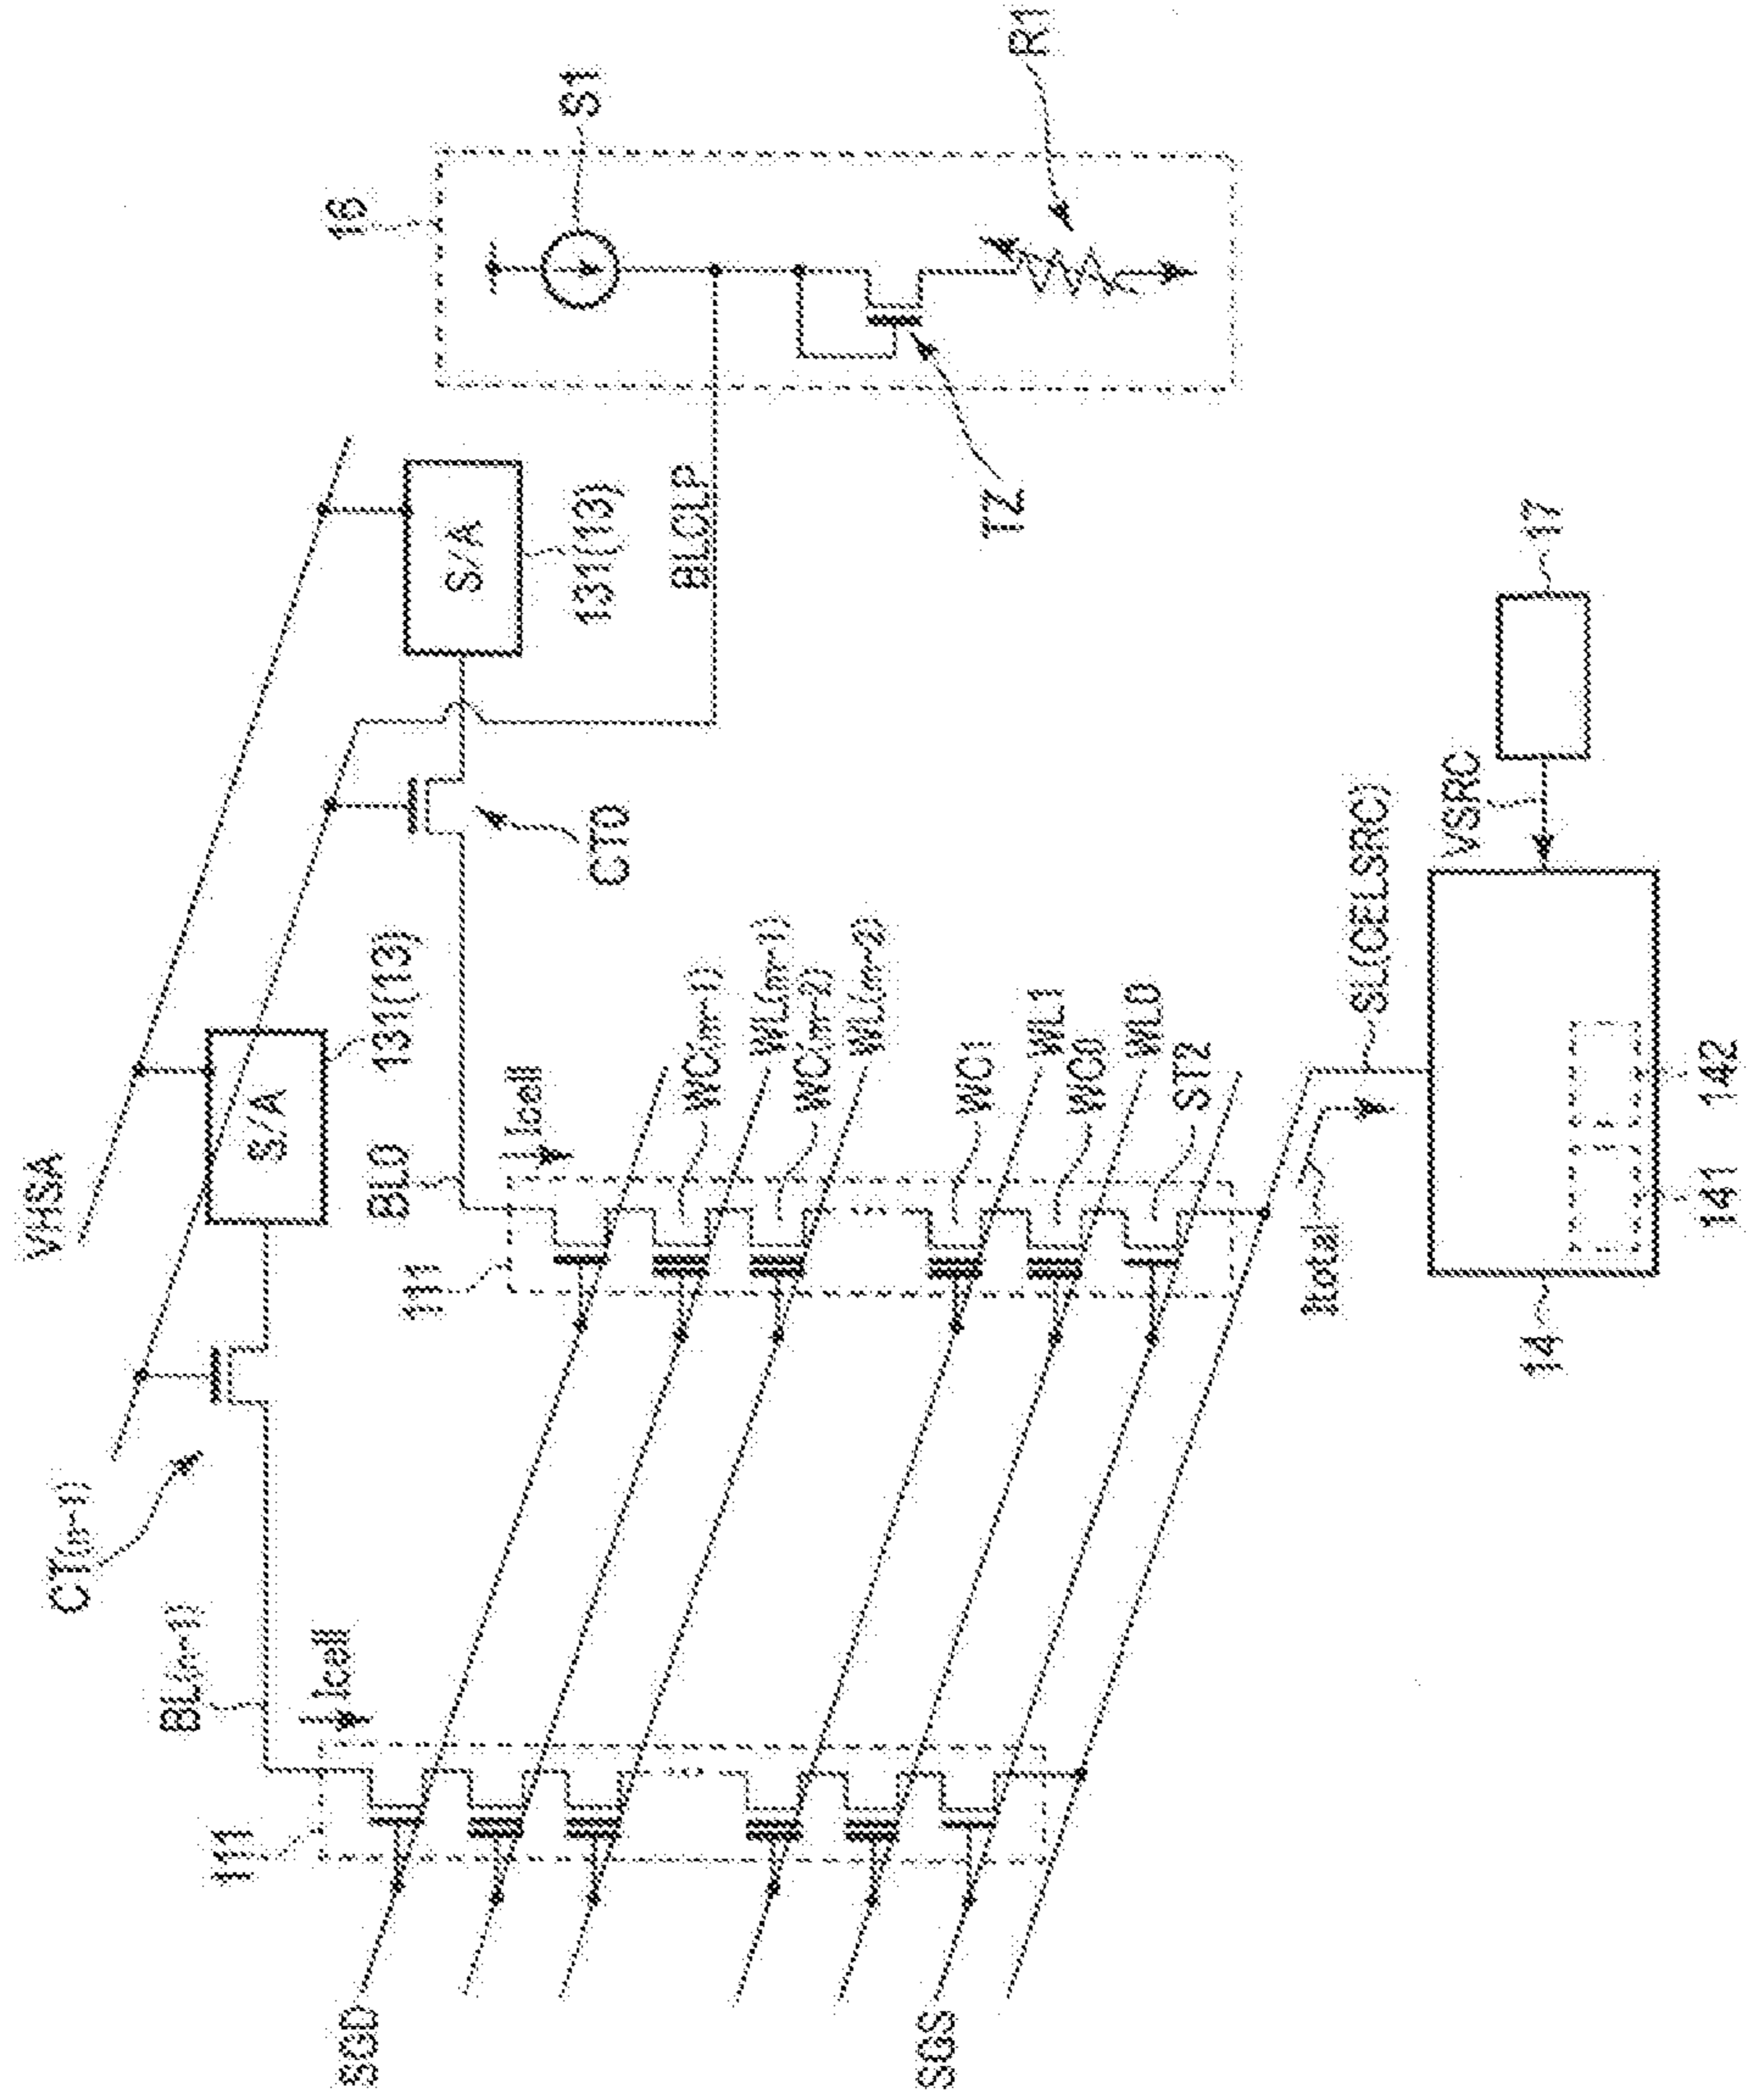 VHSA
S/A
131(13)
S/A
131(13)
CT(n-1)
CT0
BL(n-1)
BL0
BLCLP
16
S1
TZ
R1
Icell
Icell
111
111
WC(m-1)
WL(m-1)
WC(m-2)
WL(m-2)
WC1
WL1
WC0
WL0
ST2
SGD
SGS
SL(CELSRC)
Itotal
VSRC
17
14
141
142